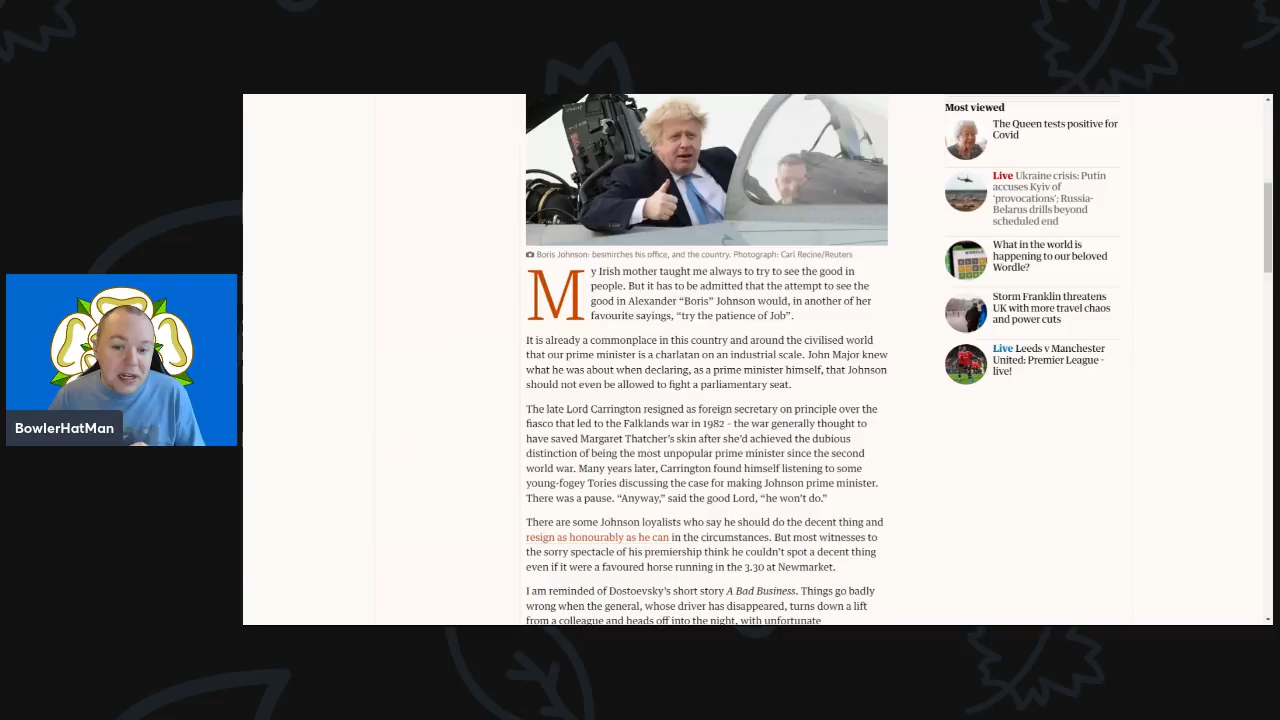 BowlerHatMan
Boris Johnson: besmirches his office, and the country. Photograph: Carl Recine/Reuters
My Irish mother taught me always to try to see the good in
people. But it has to be admitted that the attempt to see the
good in Alexander “Boris” Johnson would, in another of her
favourite sayings, “try the patience of Job”.
It is already a commonplace in this country and around the civilised world
that our prime minister is a charlatan on an industrial scale. John Major knew
what he was about when declaring, as a prime minister himself, that Johnson
should not even be allowed to fight a parliamentary seat.
The late Lord Carrington resigned as foreign secretary on principle over the
fiasco that led to the Falklands war in 1982 – the war generally thought to
have saved Margaret Thatcher’s skin after she’d achieved the dubious
distinction of being the most unpopular prime minister since the second
world war. Many years later, Carrington found himself listening to some
young-fogey Tories discussing the case for making Johnson prime minister.
There was a pause. “Anyway,” said the good Lord, “he won’t do.”
There are some Johnson loyalists who say he should do the decent thing and
resign as honourably as he can in the circumstances. But most witnesses to
the sorry spectacle of his premiership think he couldn’t spot a decent thing
even if it were a favoured horse running in the 3.30 at Newmarket.
I am reminded of Dostoevsky’s short story A Bad Business. Things go badly
wrong when the general, whose driver has disappeared, turns down a lift
from a colleague and heads off into the night, with unfortunate
Most viewed
The Queen tests positive for
Covid
Live Ukraine crisis: Putin
accuses Kyiv of
‘provocations’; Russia-
Belarus drills beyond
scheduled end
What in the world is
happening to our beloved
Wordle?
Storm Franklin threatens
UK with more travel chaos
and power cuts
Live Leeds v Manchester
United: Premier League –
live!